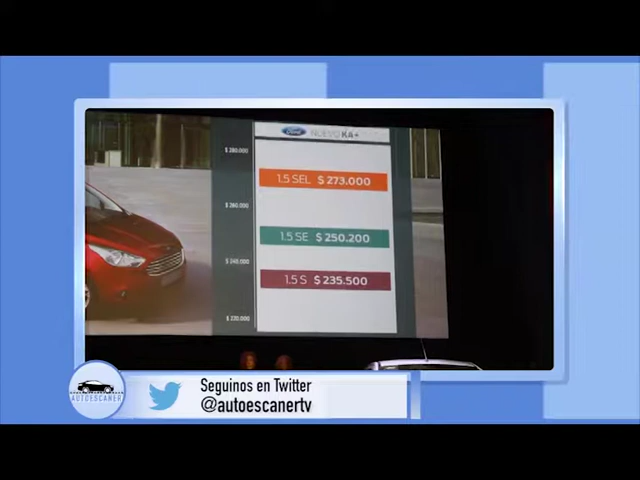 Ford NUEVO KA+
$ 280.000
1.5 SEL $ 273.000
$ 260.000
1.5 SE $ 250.200
$ 240.000
1.5 S $ 235.500
$ 220.000
AUTOESCANER
Seguinos en Twitter
@autoescanertv